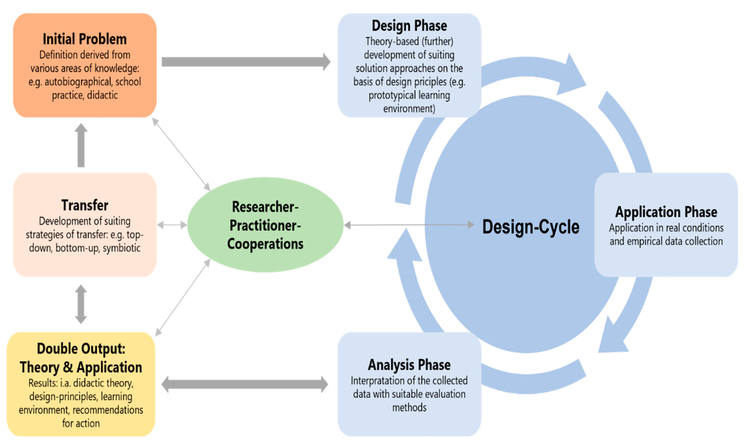 Initial Problem
Definition derived from
various areas of knowledge:
e.g. autobiographical, school
practice, didactic
Design Phase
Theory-based (further)
development of suiting
solution approaches on the
basis of design priciples (e.g.
prototypical learning
environment)
Transfer
Development of suiting
strategies of transfer: e.g. top-
down, bottom-up, symbiotic
Researcher-
Practitioner-
Cooperations
Design-Cycle
Application Phase
Application in real conditions
and empirical data collection
Double Output:
Theory & Application
Results: i.a. didactic theory,
design-principles, learning
environment, recommendations
for action
Analysis Phase
Interpratation of the collected
data with suitable evaluation
methods